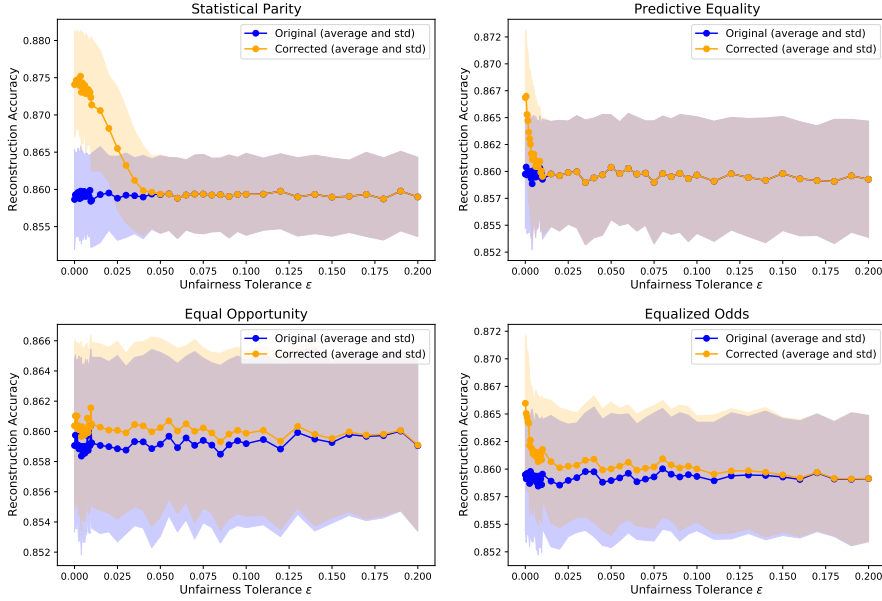 Statistical Parity
Reconstruction Accuracy
0.880
0.875
0.870
0.865
0.860
0.855
Original (average and std)
Corrected (average and std)
0.000 0.025 0.050 0.075 0.100 0.125 0.150 0.175 0.200
Unfairness Tolerance ε
Predictive Equality
Reconstruction Accuracy
0.872
0.870
0.867
0.865
0.862
0.860
0.857
0.855
0.852
Original (average and std)
Corrected (average and std)
0.000 0.025 0.050 0.075 0.100 0.125 0.150 0.175 0.200
Unfairness Tolerance ε
Equal Opportunity
Reconstruction Accuracy
0.866
0.864
0.862
0.860
0.858
0.856
0.854
0.852
Original (average and std)
Corrected (average and std)
0.000 0.025 0.050 0.075 0.100 0.125 0.150 0.175 0.200
Unfairness Tolerance ε
Equalized Odds
Reconstruction Accuracy
0.872
0.870
0.867
0.865
0.862
0.860
0.857
0.855
0.852
Original (average and std)
Corrected (average and std)
0.000 0.025 0.050 0.075 0.100 0.125 0.150 0.175 0.200
Unfairness Tolerance ε